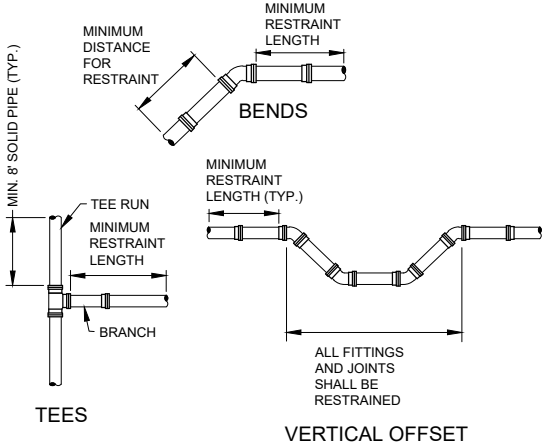 MINIMUM
DISTANCE
FOR
RESTRAINT
MINIMUM
RESTRAINT
LENGTH
BENDS
MIN. 8' SOLID PIPE (TYP.)
TEE RUN
MINIMUM
RESTRAINT
LENGTH
BRANCH
TEES
MINIMUM
RESTRAINT
LENGTH (TYP.)
ALL FITTINGS
AND JOINTS
SHALL BE
RESTRAINED
VERTICAL OFFSET